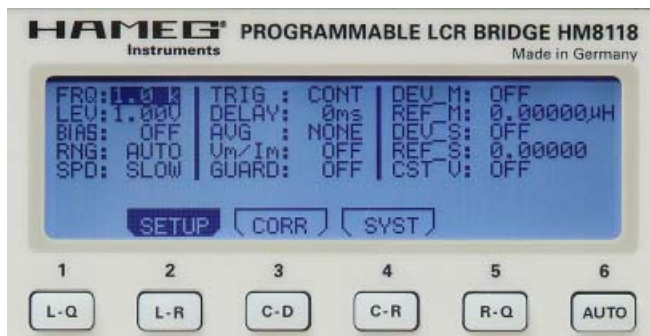 HAMEG® PROGRAMMABLE LCR BRIDGE HM8118
Instruments Made in Germany
FRQ:1.0 k TRIG : CONT DEV_M: OFF
LEV:1.00V DELAY: 0ms REF_M: 0.00000µH
BIAS: OFF AVG : NONE DEV_S: OFF
RNG: AUTO Vm/Im: OFF REF_S: 0.00000
SPD: SLOW GUARD: OFF CST_V: OFF
SETUP CORR SYST
1 2 3 4 5 6
L-Q L-R C-D C-R R-Q AUTO